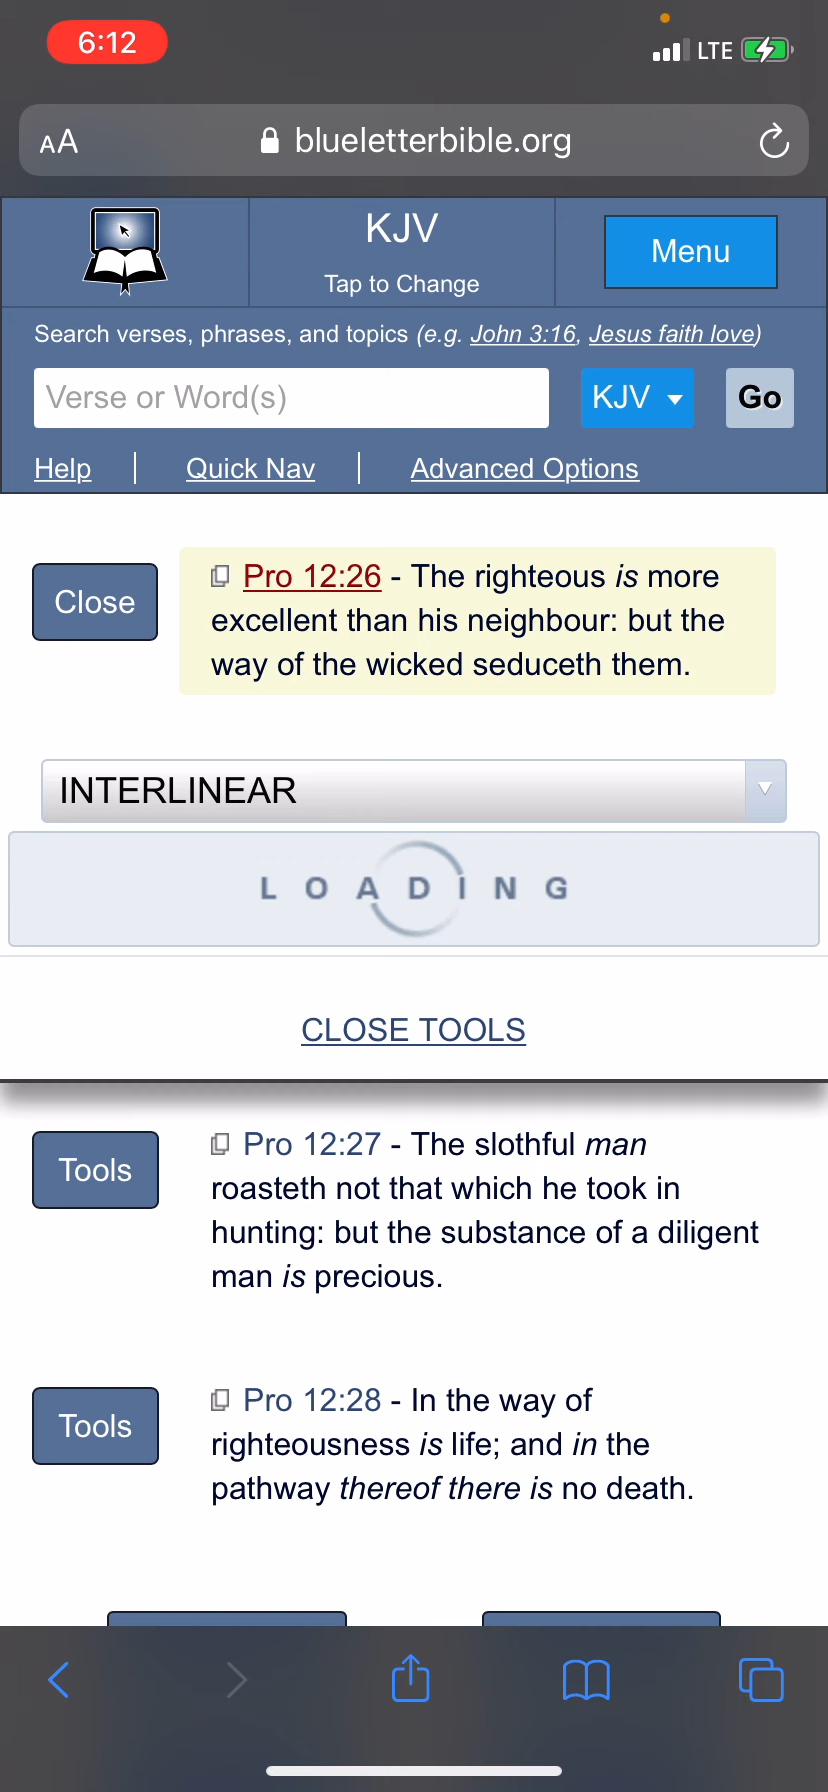 6:12
LTE
AA
blueletterbible.org
KJV
Tap to Change
Menu
Search verses, phrases, and topics (e.g. John 3:16, Jesus faith love)
Verse or Word(s)
KJV
Go
Help
Quick Nav
Advanced Options
Close
Pro 12:26 - The righteous is more
excellent than his neighbour: but the
way of the wicked seduceth them.
INTERLINEAR
LOADING
CLOSE TOOLS
Tools
Pro 12:27 - The slothful man
roasteth not that which he took in
hunting: but the substance of a diligent
man is precious.
Tools
Pro 12:28 - In the way of
righteousness is life; and in the
pathway thereof there is no death.